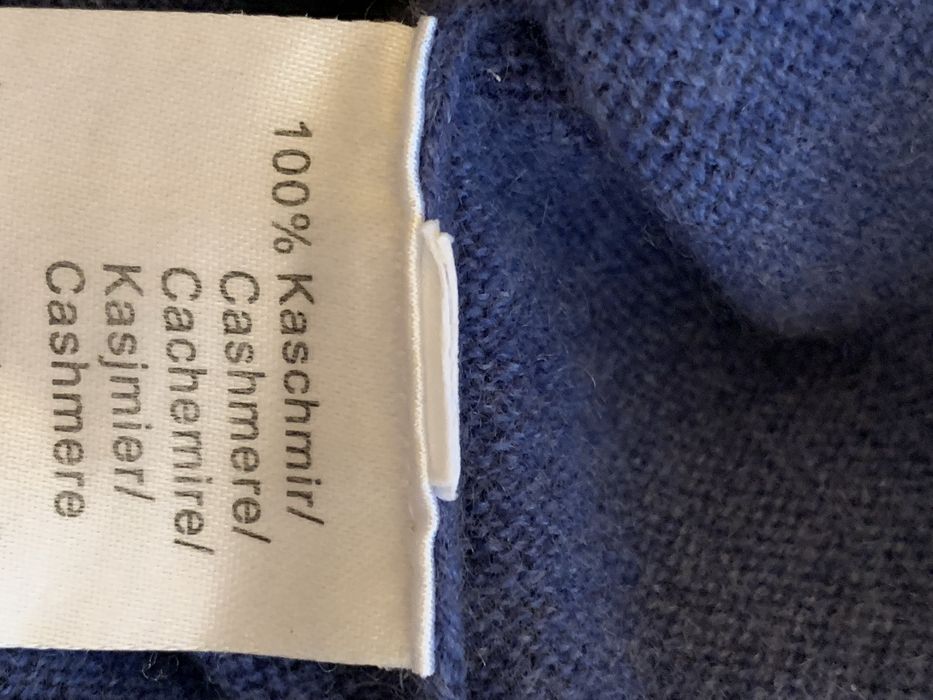 100% Kaschmir/
Cashmere/
Cachemire/
Kasjmier/
Cashmere